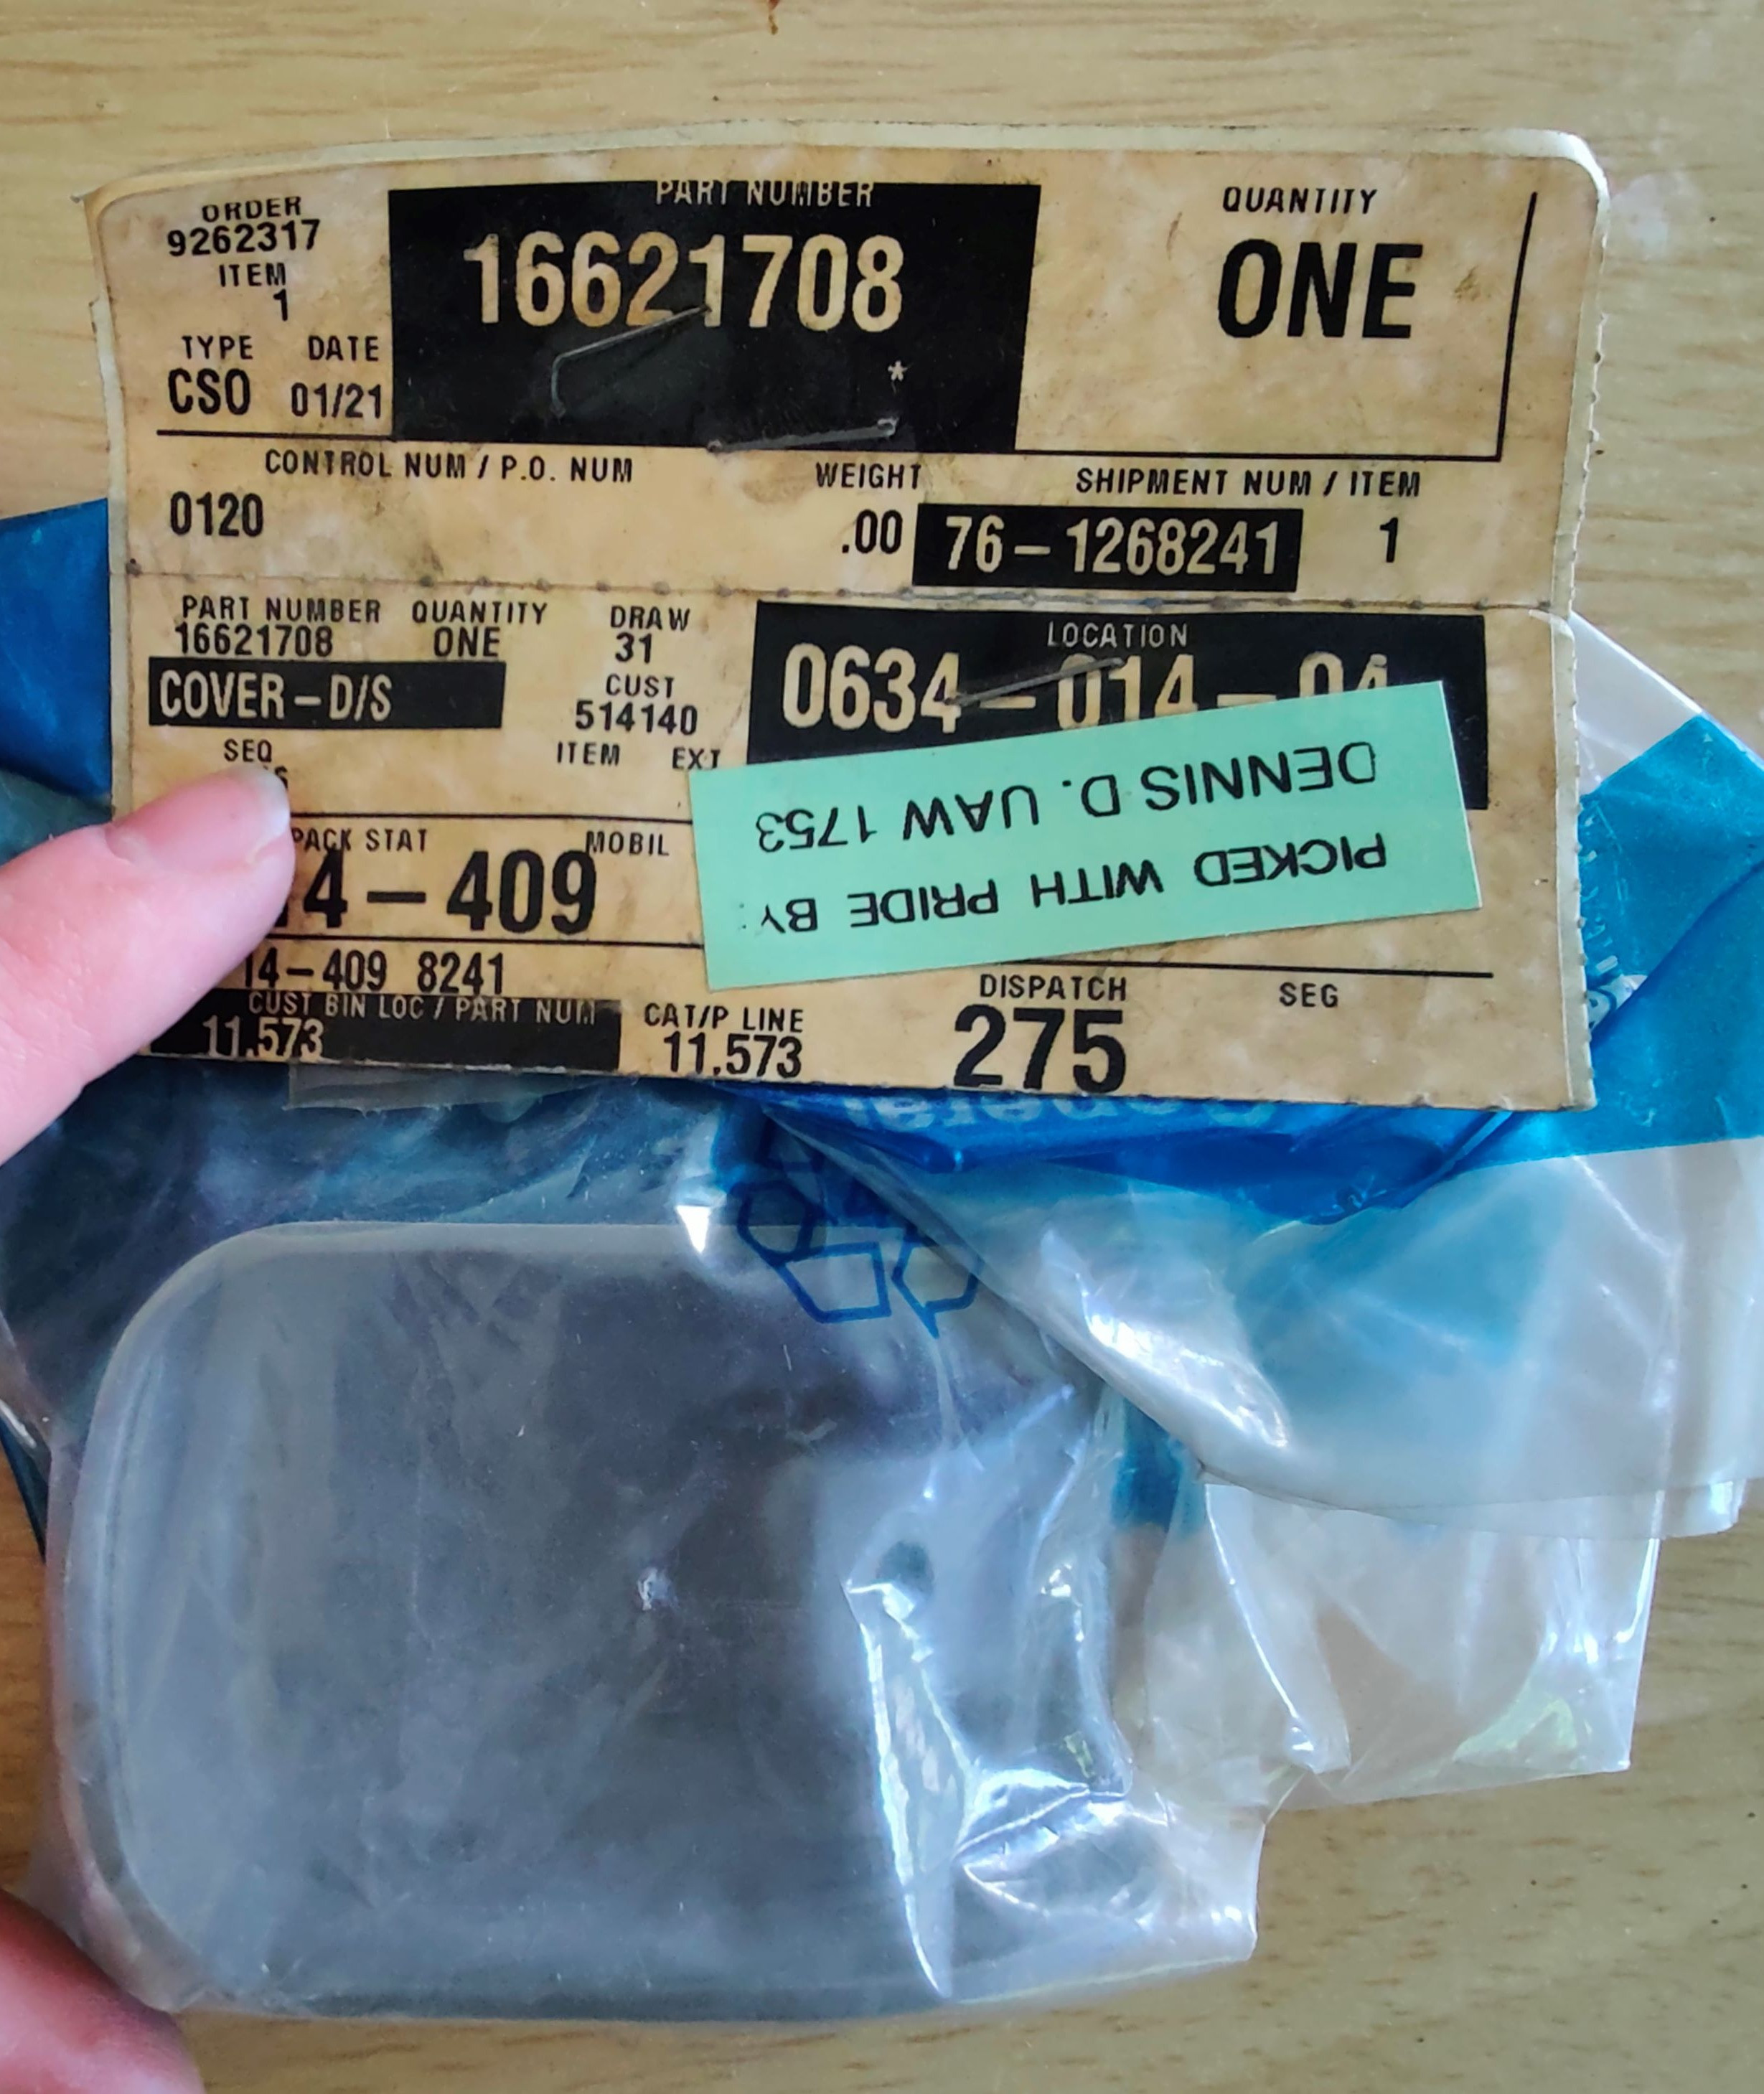 ORDER
9262317
ITEM
1
TYPE DATE
CSO 01/21
PART NUMBER
16621708
*
QUANTITY
ONE
CONTROL NUM / P.O. NUM
0120
WEIGHT
.00
SHIPMENT NUM / ITEM
76-1268241 1
PART NUMBER QUANTITY
16621708 ONE
COVER-D/S
DRAW
31
CUST
514140
SEQ
ITEM EXT
LOCATION
0634-014-04
PICKED WITH PRIDE BY:
DENNIS D. UAW 1753
PACK STAT MOBIL
4-409
14-409 8241
CUST BIN LOC / PART NUM
11.573
CAT/P LINE
11.573
DISPATCH
275
SEG